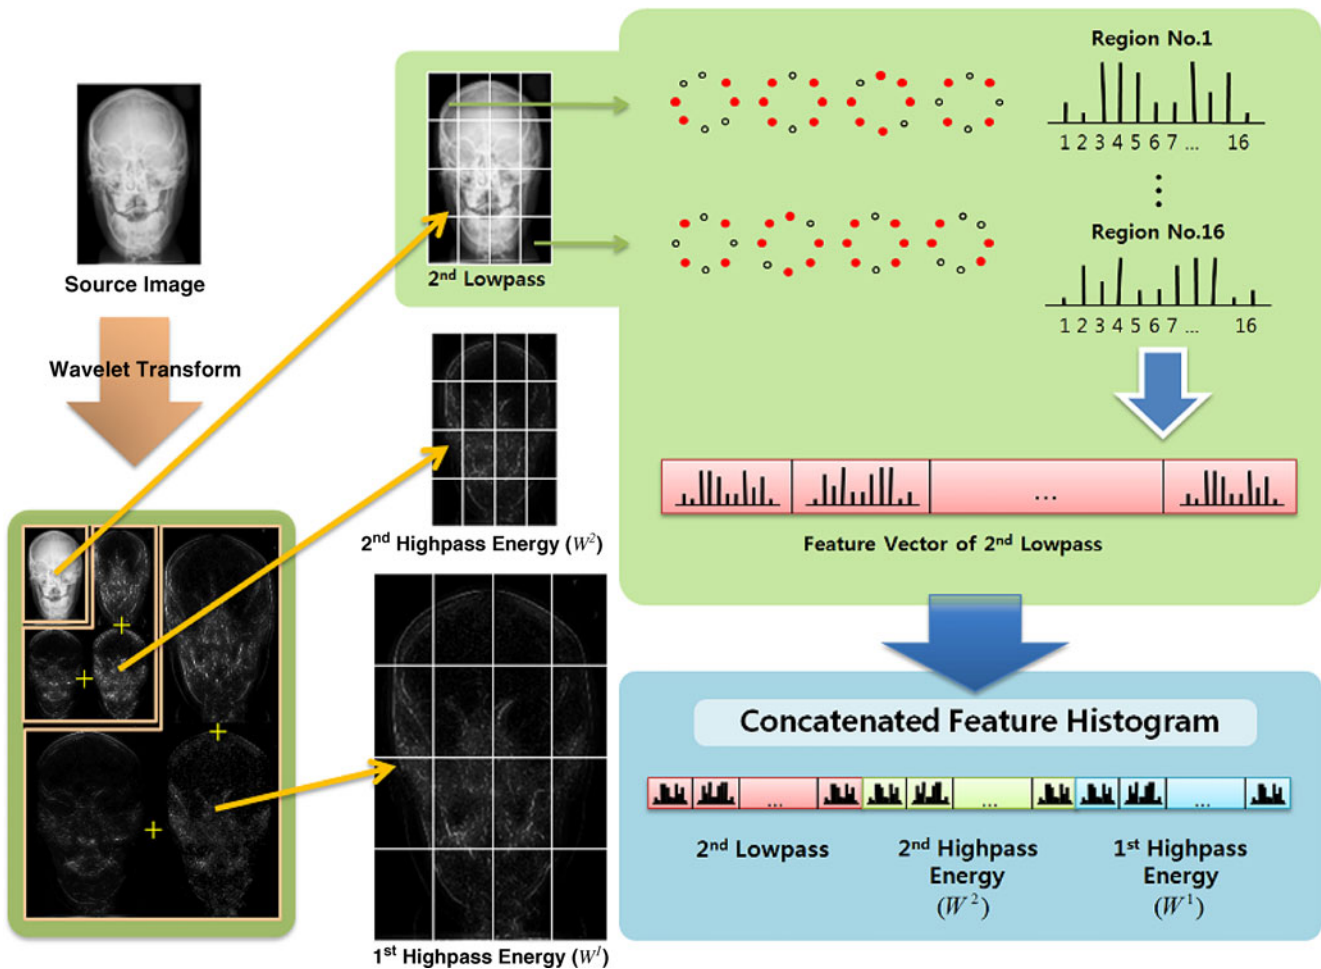 Source Image
Wavelet Transform
2nd Lowpass
2nd Highpass Energy (W2)
1st Highpass Energy (W1)
Region No.1
1 2 3 4 5 6 7 ... 16
Region No.16
1 2 3 4 5 6 7 ... 16
...
Feature Vector of 2nd Lowpass
Concatenated Feature Histogram
... ... ...
2nd Lowpass
2nd Highpass
Energy
(W2)
1st Highpass
Energy
(W1)